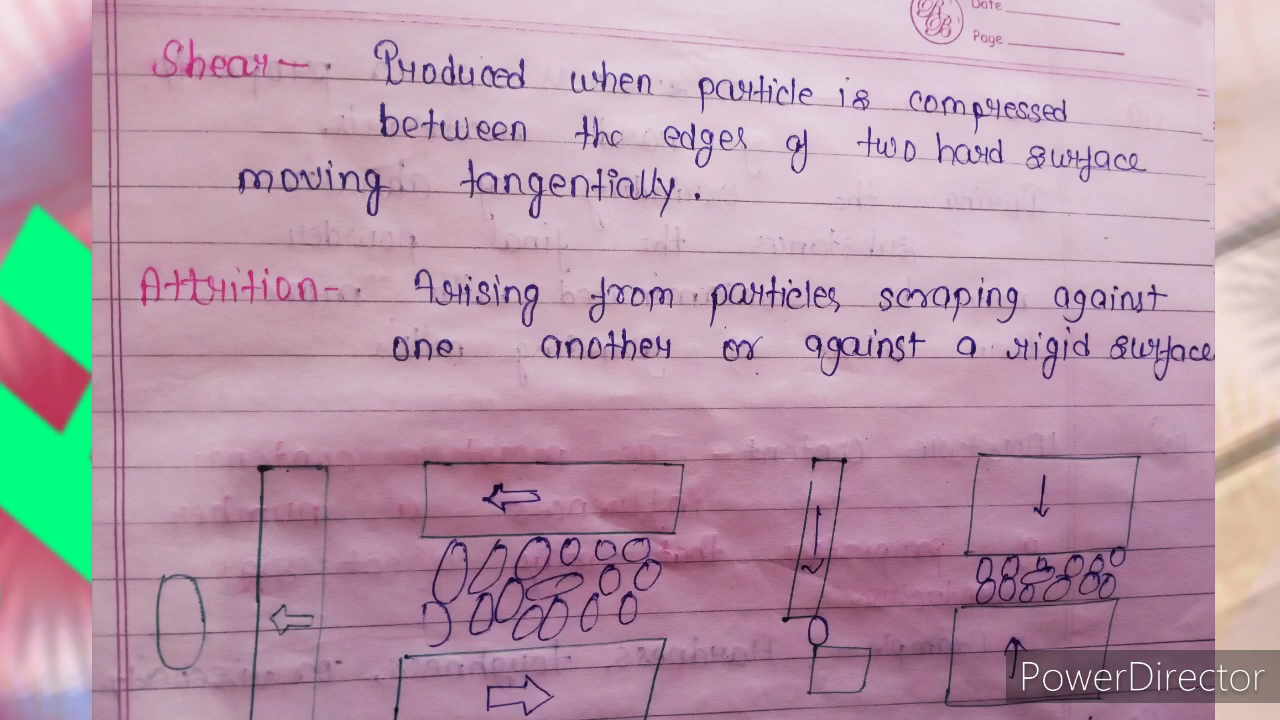 Date
Page
Shear-. Produced when particle is compressed
between the edges of two hard surface
moving tangentially.
Attrition-. Arising from particles scraping against
one another or against a rigid surface
PowerDirector